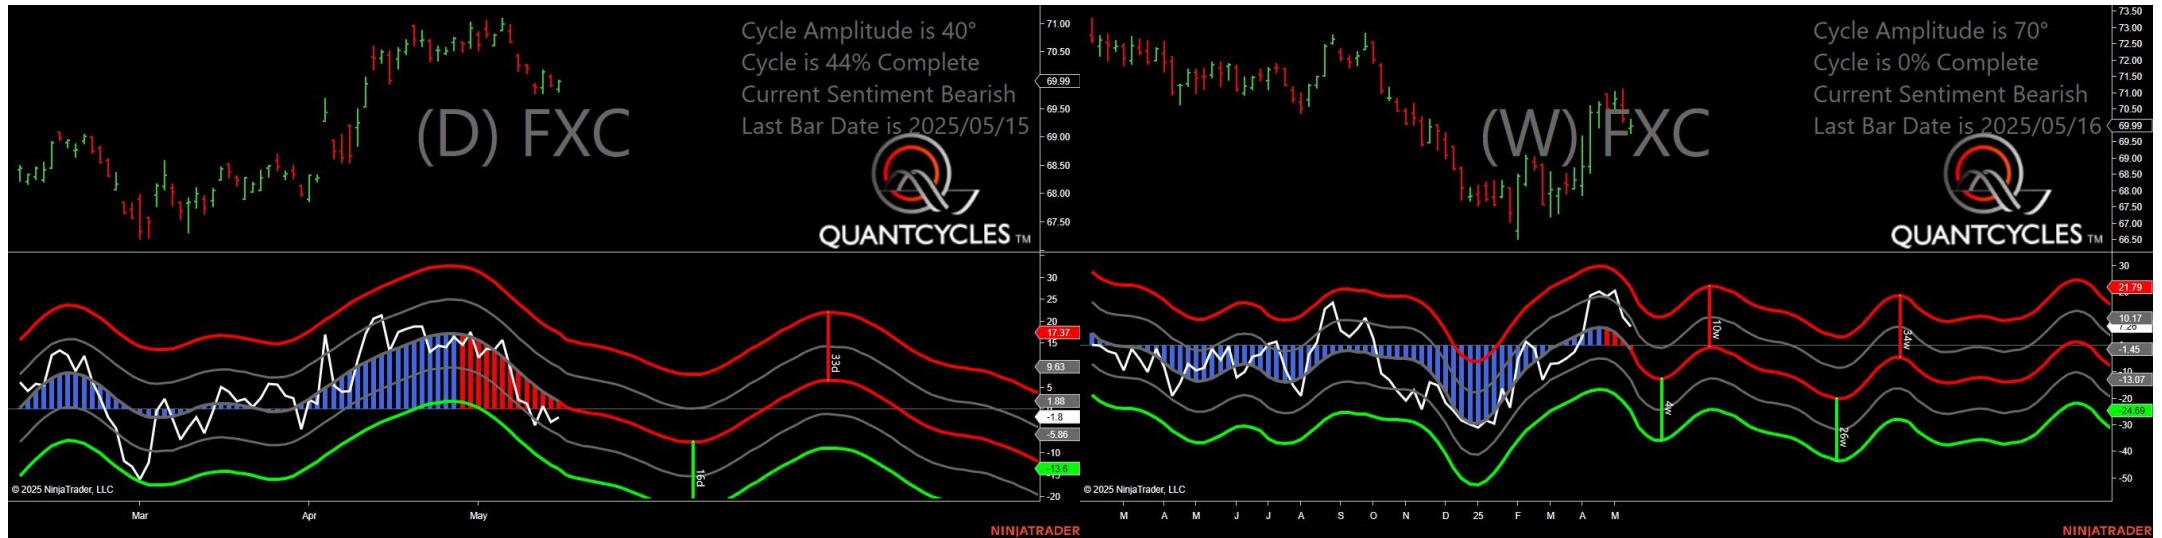 Cycle Amplitude is 40°
Cycle is 44% Complete
Current Sentiment Bearish
Last Bar Date is 2025/05/15
(D) FXC
QUANTCYCLES TM
71.00
70.50
69.99
69.50
69.00
68.50
68.00
67.50
30
25
20
17.37
15
9.63
5
1.88
-1.8
-5.86
-10
-13.6
-20
33d
16d
© 2025 NinjaTrader, LLC
Mar Apr May
NINJATRADER
Cycle Amplitude is 70°
Cycle is 0% Complete
Current Sentiment Bearish
Last Bar Date is 2025/05/16
(W) FXC
QUANTCYCLES TM
73.50
73.00
72.50
72.00
71.50
71.00
70.50
69.99
69.50
69.00
68.50
68.00
67.50
67.00
66.50
30
21.79
10.17
7.26
-1.45
-10
-13.07
-20
-24.69
-30
-40
-50
10w
34w
4w
26w
© 2025 NinjaTrader, LLC
M A M J J A S O N D 25 F M A M
NINJATRADER